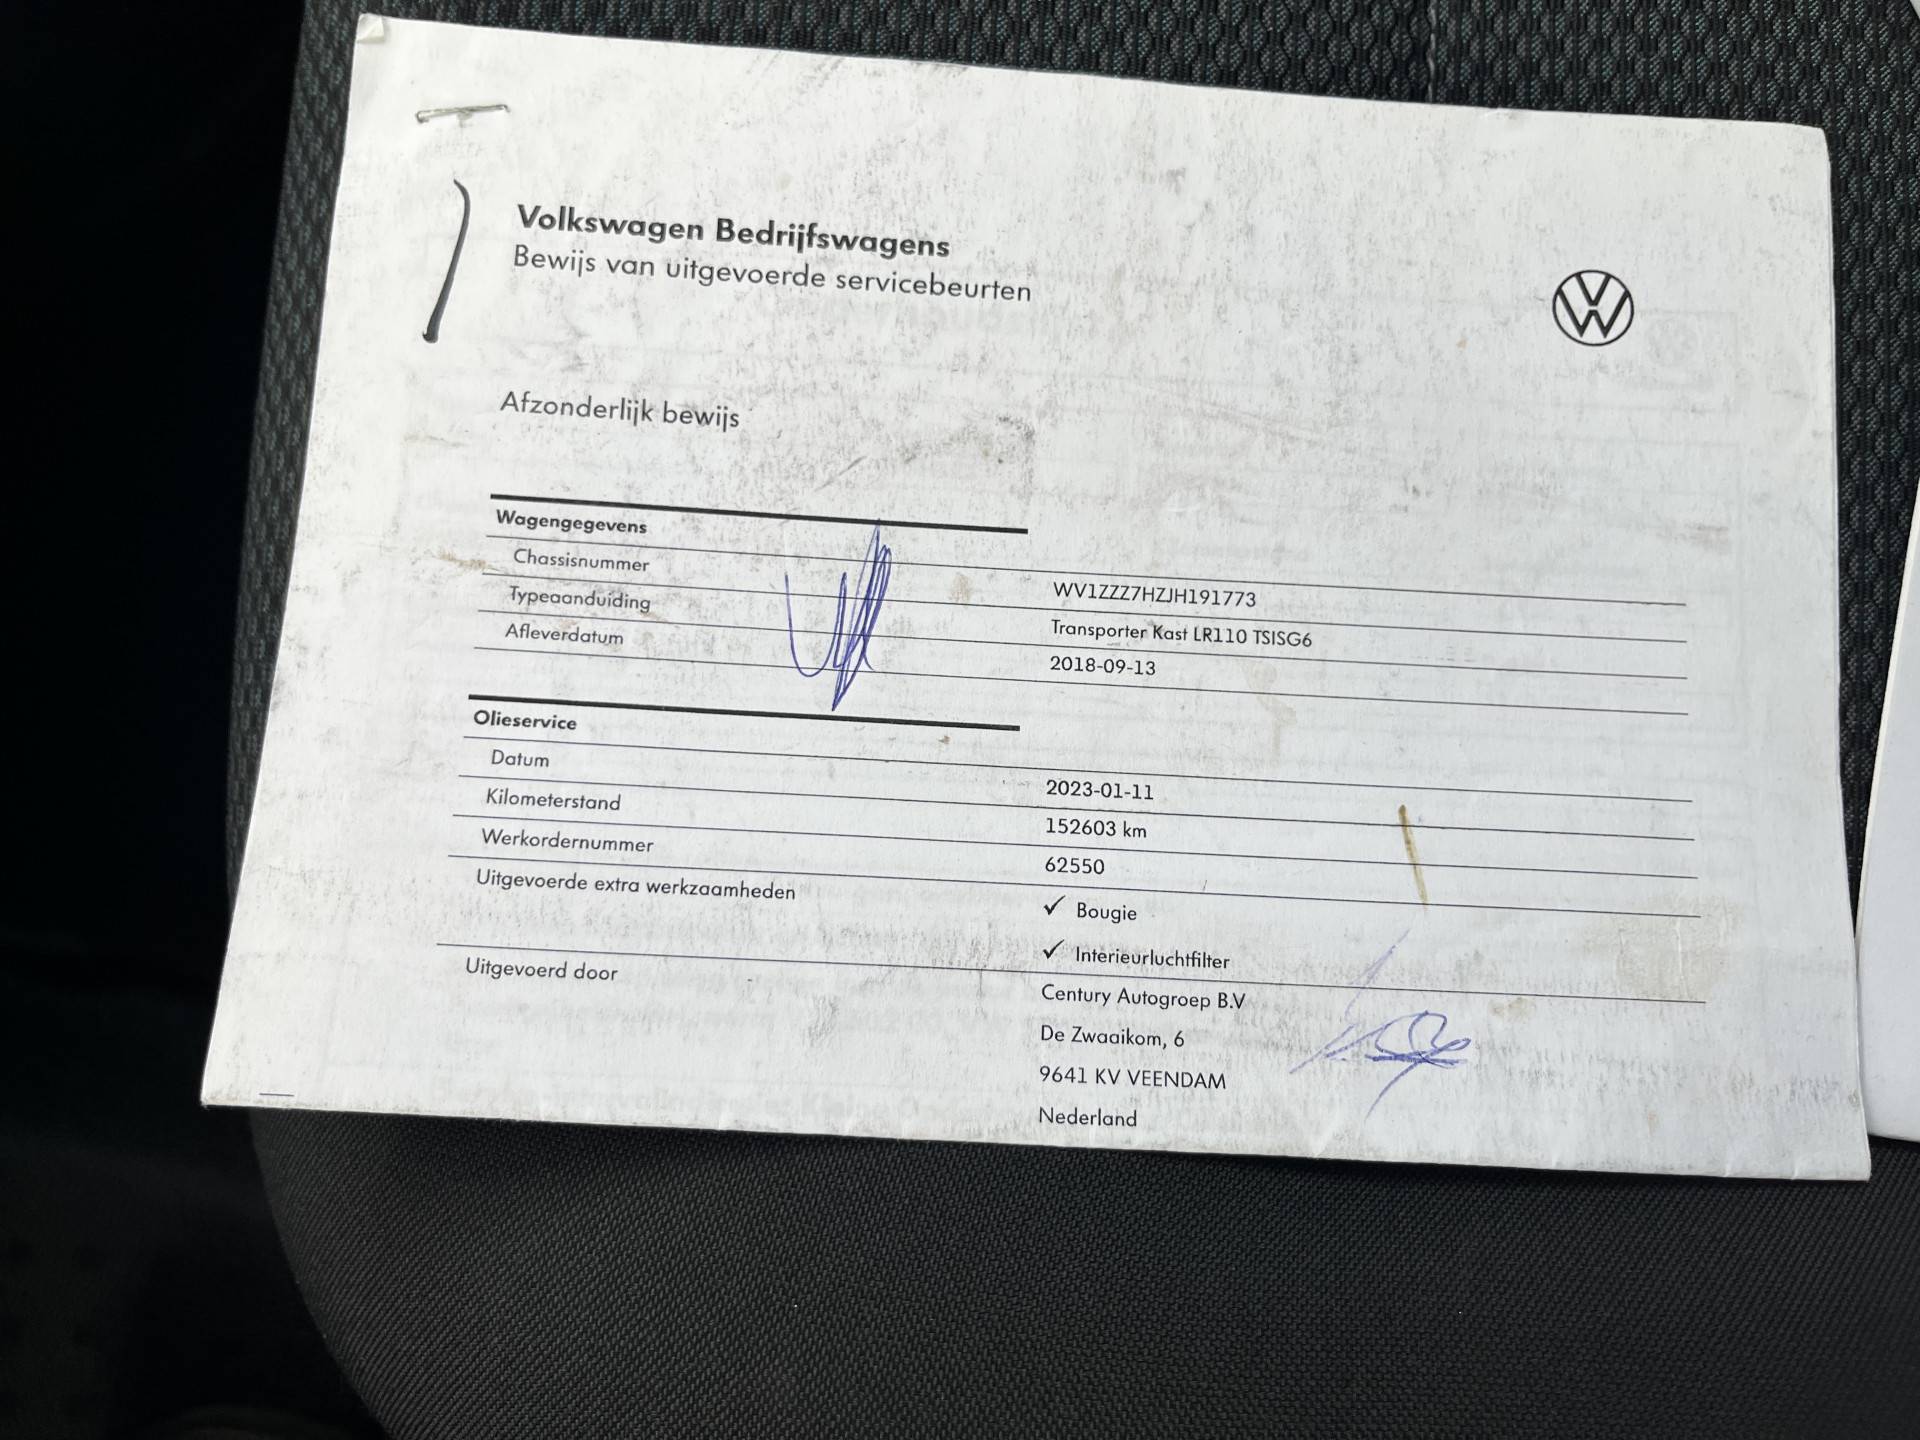 Volkswagen Bedrijfswagens
Bewijs van uitgevoerde servicebeurten
Afzonderlijk bewijs
Wagengegevens
Chassisnummer WV1ZZZ7HZJH191773
Typeaanduiding Transporter Kast LR110 TSISG6
Afleverdatum 2018-09-13
Olieservice
Datum 2023-01-11
Kilometerstand 152603 km
Werkordernummer 62550
Uitgevoerde extra werkzaamheden ✓ Bougie
✓ Interieurluchtfilter
Uitgevoerd door Century Autogroep B.V
De Zwaaikom, 6
9641 KV VEENDAM
Nederland